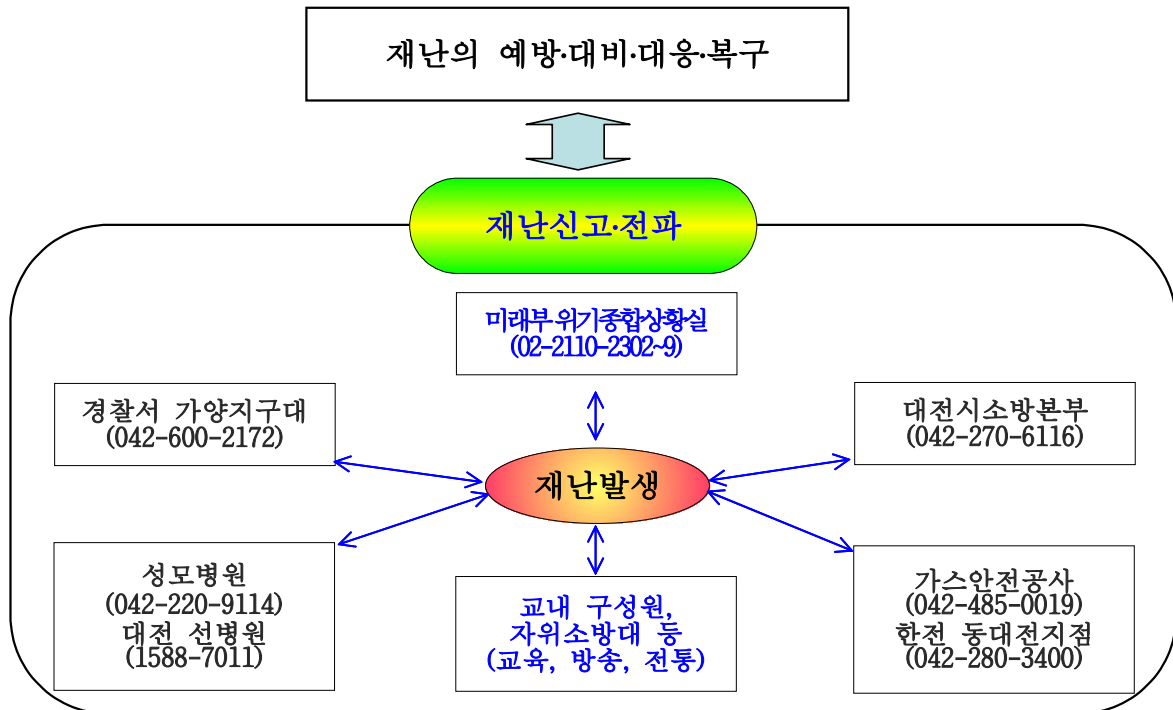 재난의 예방·대비·대응·복구
재난신고·전파
미래부 위기종합상황실
(02-2110-2302~9)
경찰서 가양지구대
(042-600-2172)
대전시소방본부
(042-270-6116)
재난발생
성모병원
(042-220-9114)
대전 선병원
(1588-7011)
교내 구성원,
자위소방대 등
(교육, 방송, 전통)
가스안전공사
(042-485-0019)
한전 동대전지점
(042-280-3400)